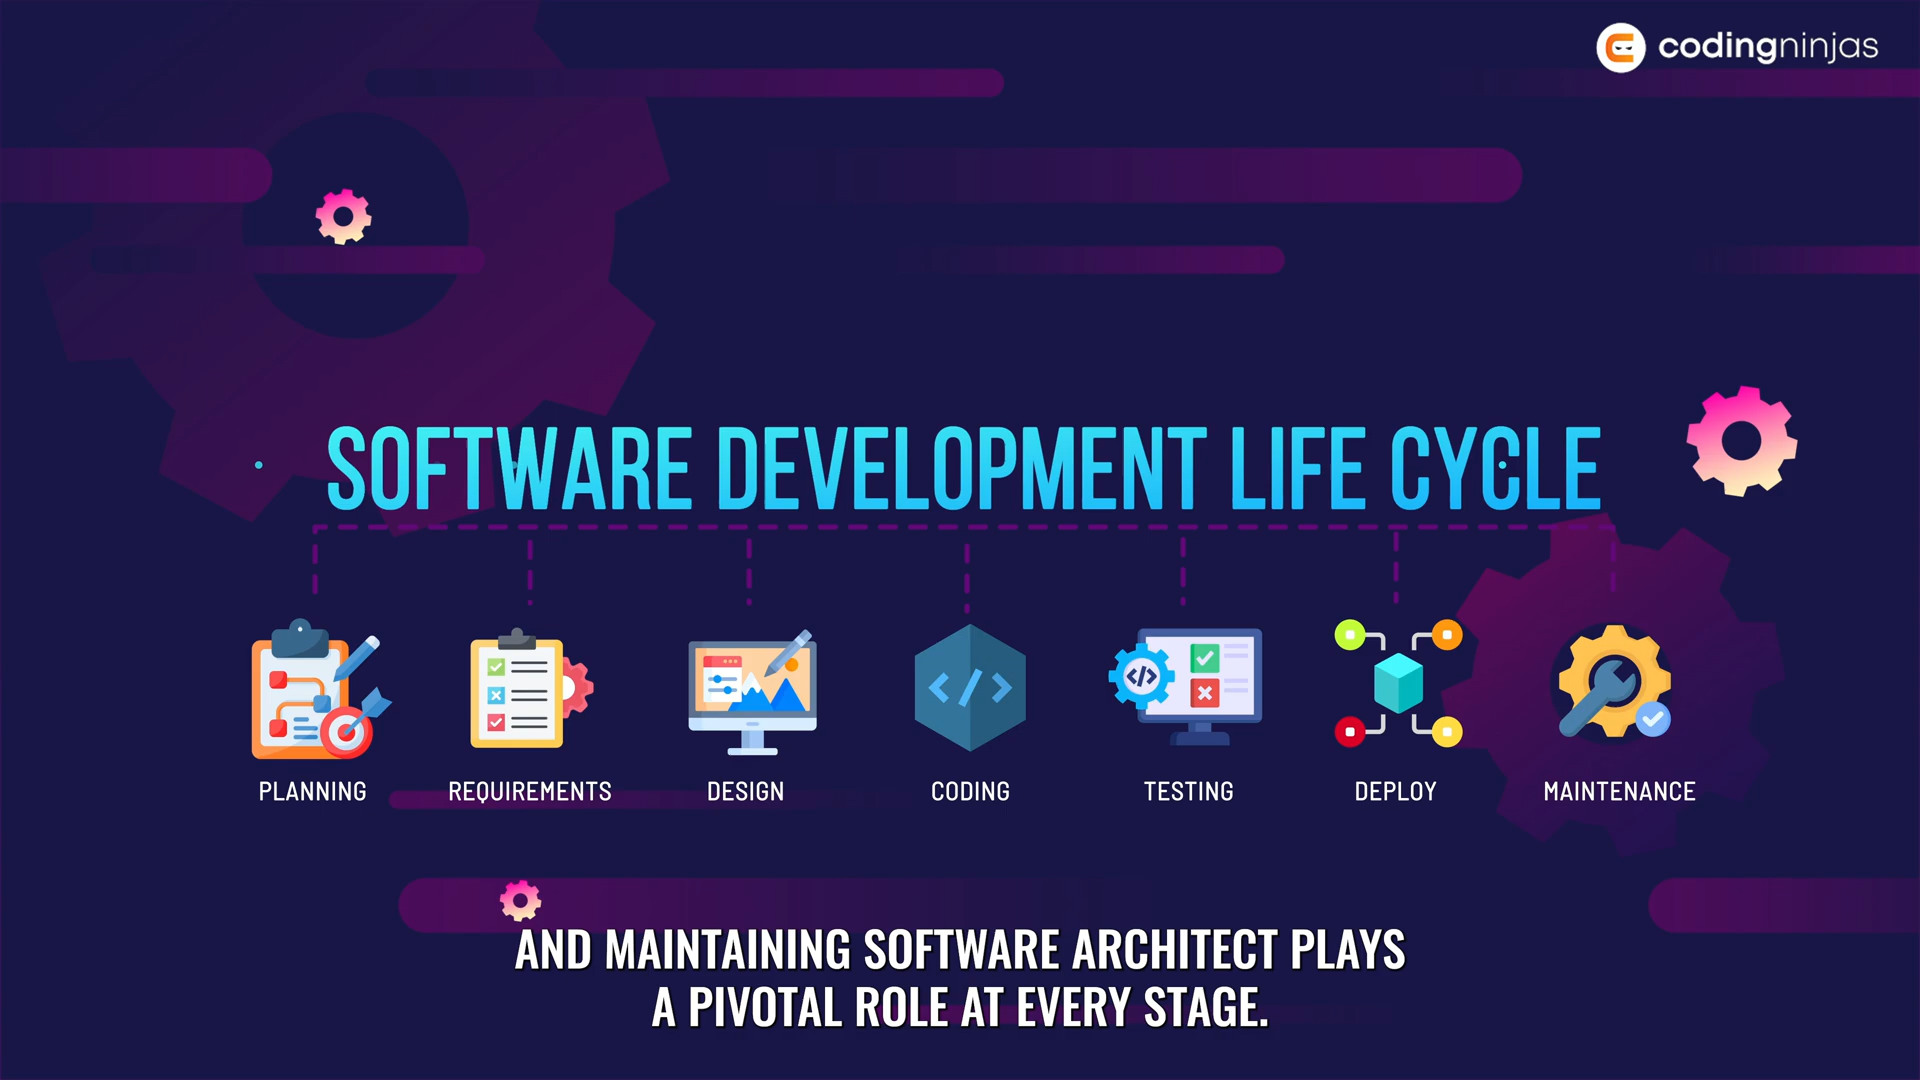 codingninjas
SOFTWARE DEVELOPMENT LIFE CYCLE
PLANNING
REQUIREMENTS
DESIGN
CODING
TESTING
DEPLOY
MAINTENANCE
AND MAINTAINING SOFTWARE ARCHITECT PLAYS
A PIVOTAL ROLE AT EVERY STAGE.